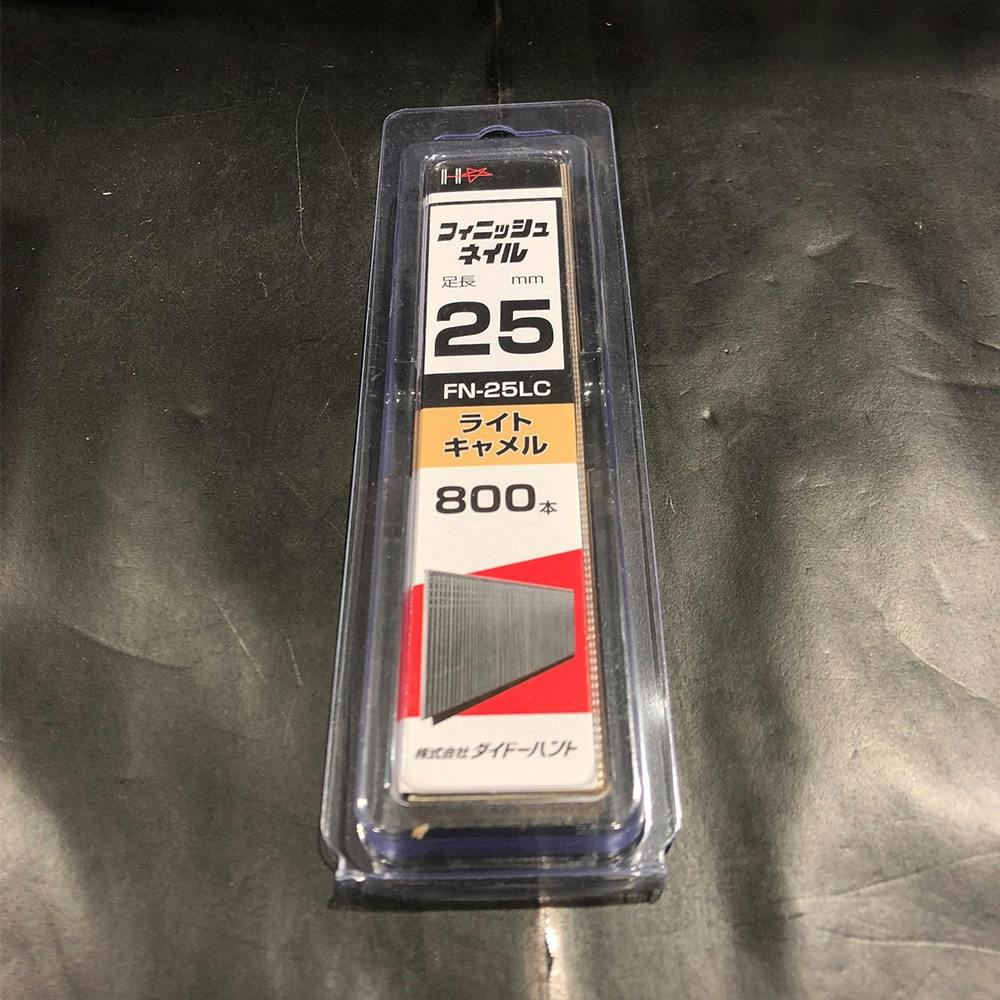 フィニッシュ
ネイル
足長 mm
25
FN-25LC
ライト
キャメル
800本
株式会社 ダイドーハント